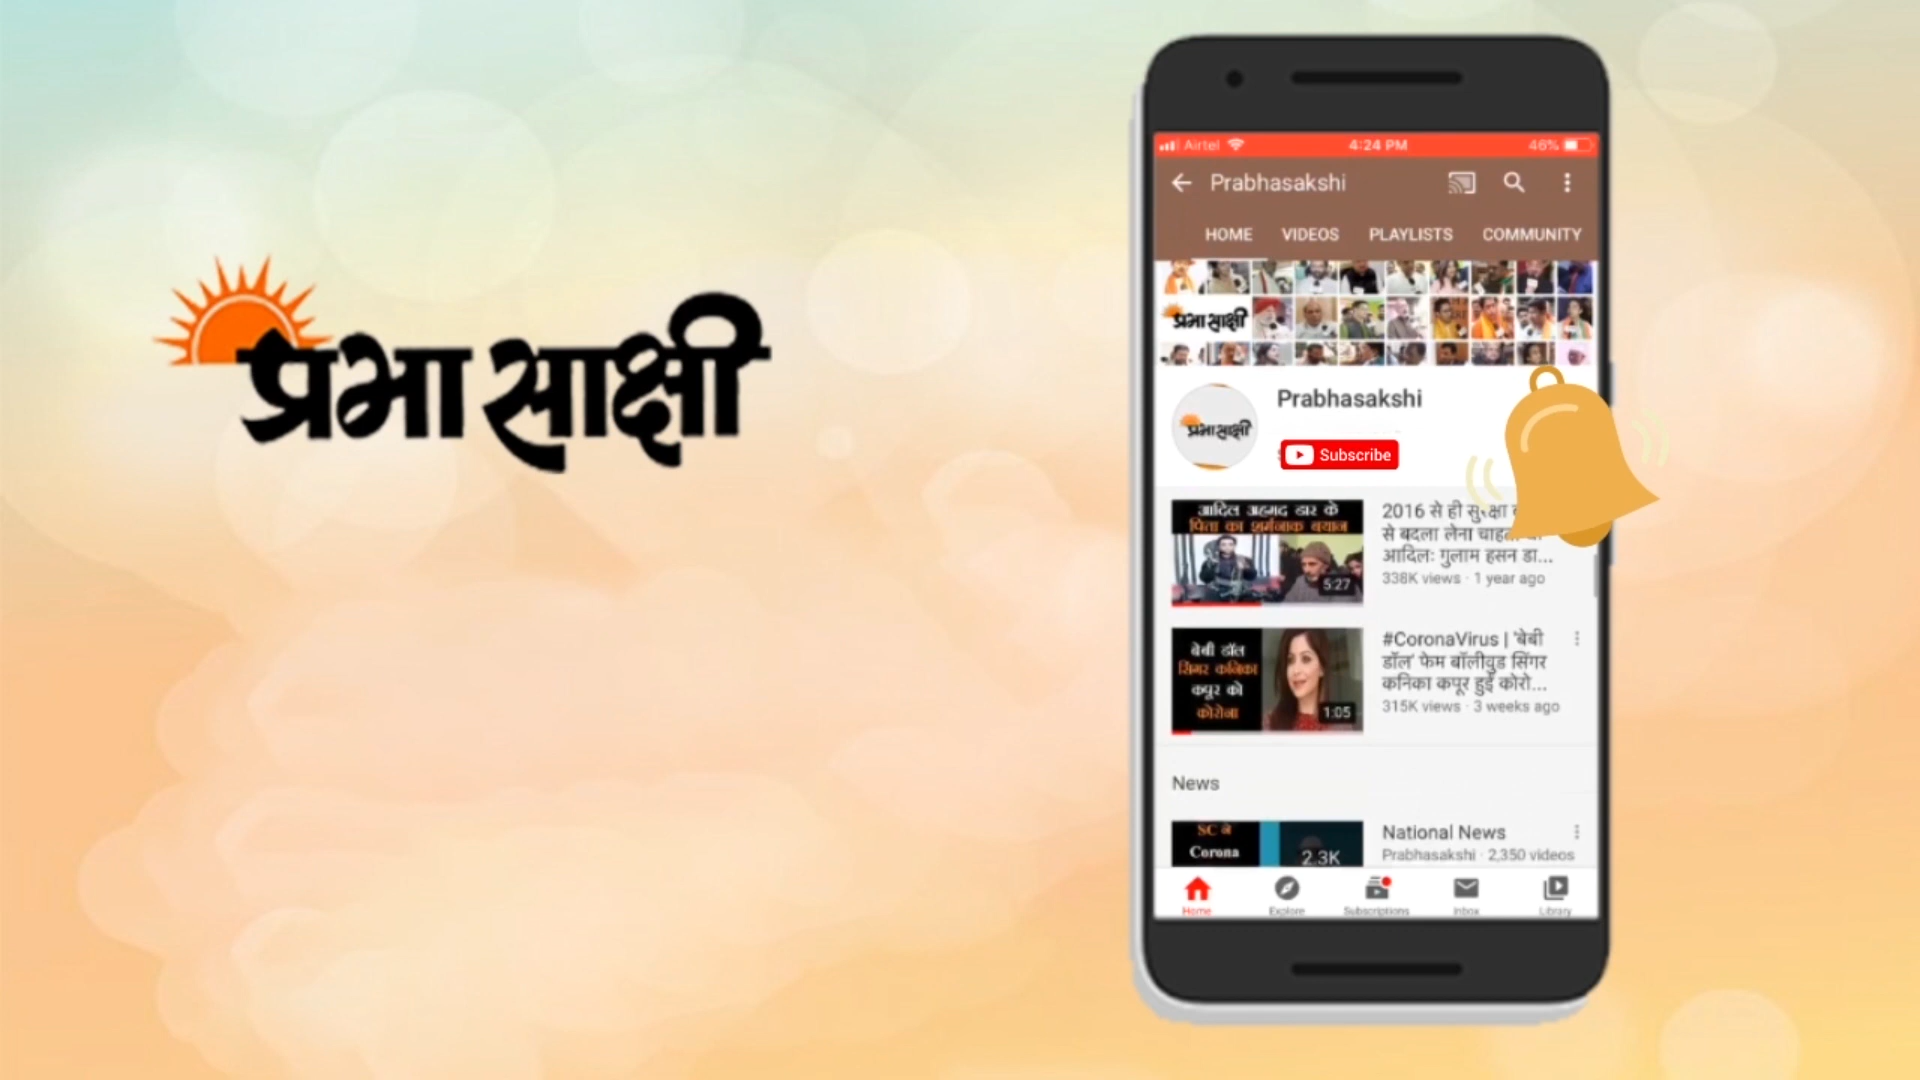 प्रभासाक्षी
Airtel 4:24 PM 46%
Prabhasakshi
HOME VIDEOS PLAYLISTS COMMUNITY
प्रभासाक्षी
Prabhasakshi
प्रभासाक्षी
Subscribe
आदिल अहमद डार के
पिता का शर्मनाक बयान
5:27
2016 से ही सुरक्षा
से बदला लेना चाहता
आदिलः गुलाम हसन डा...
338K views · 1 year ago
बेबी डॉल
सिंगर कनिका
कपूर को
कोरोना
1:05
#CoronaVirus | 'बेबी
डॉल' फेम बॉलीवुड सिंगर
कनिका कपूर हुई कोरो...
315K views · 3 weeks ago
News
SC ने
Corona
2.3K
National News
Prabhasakshi · 2,350 videos
Home Explore Subscriptions Inbox Library